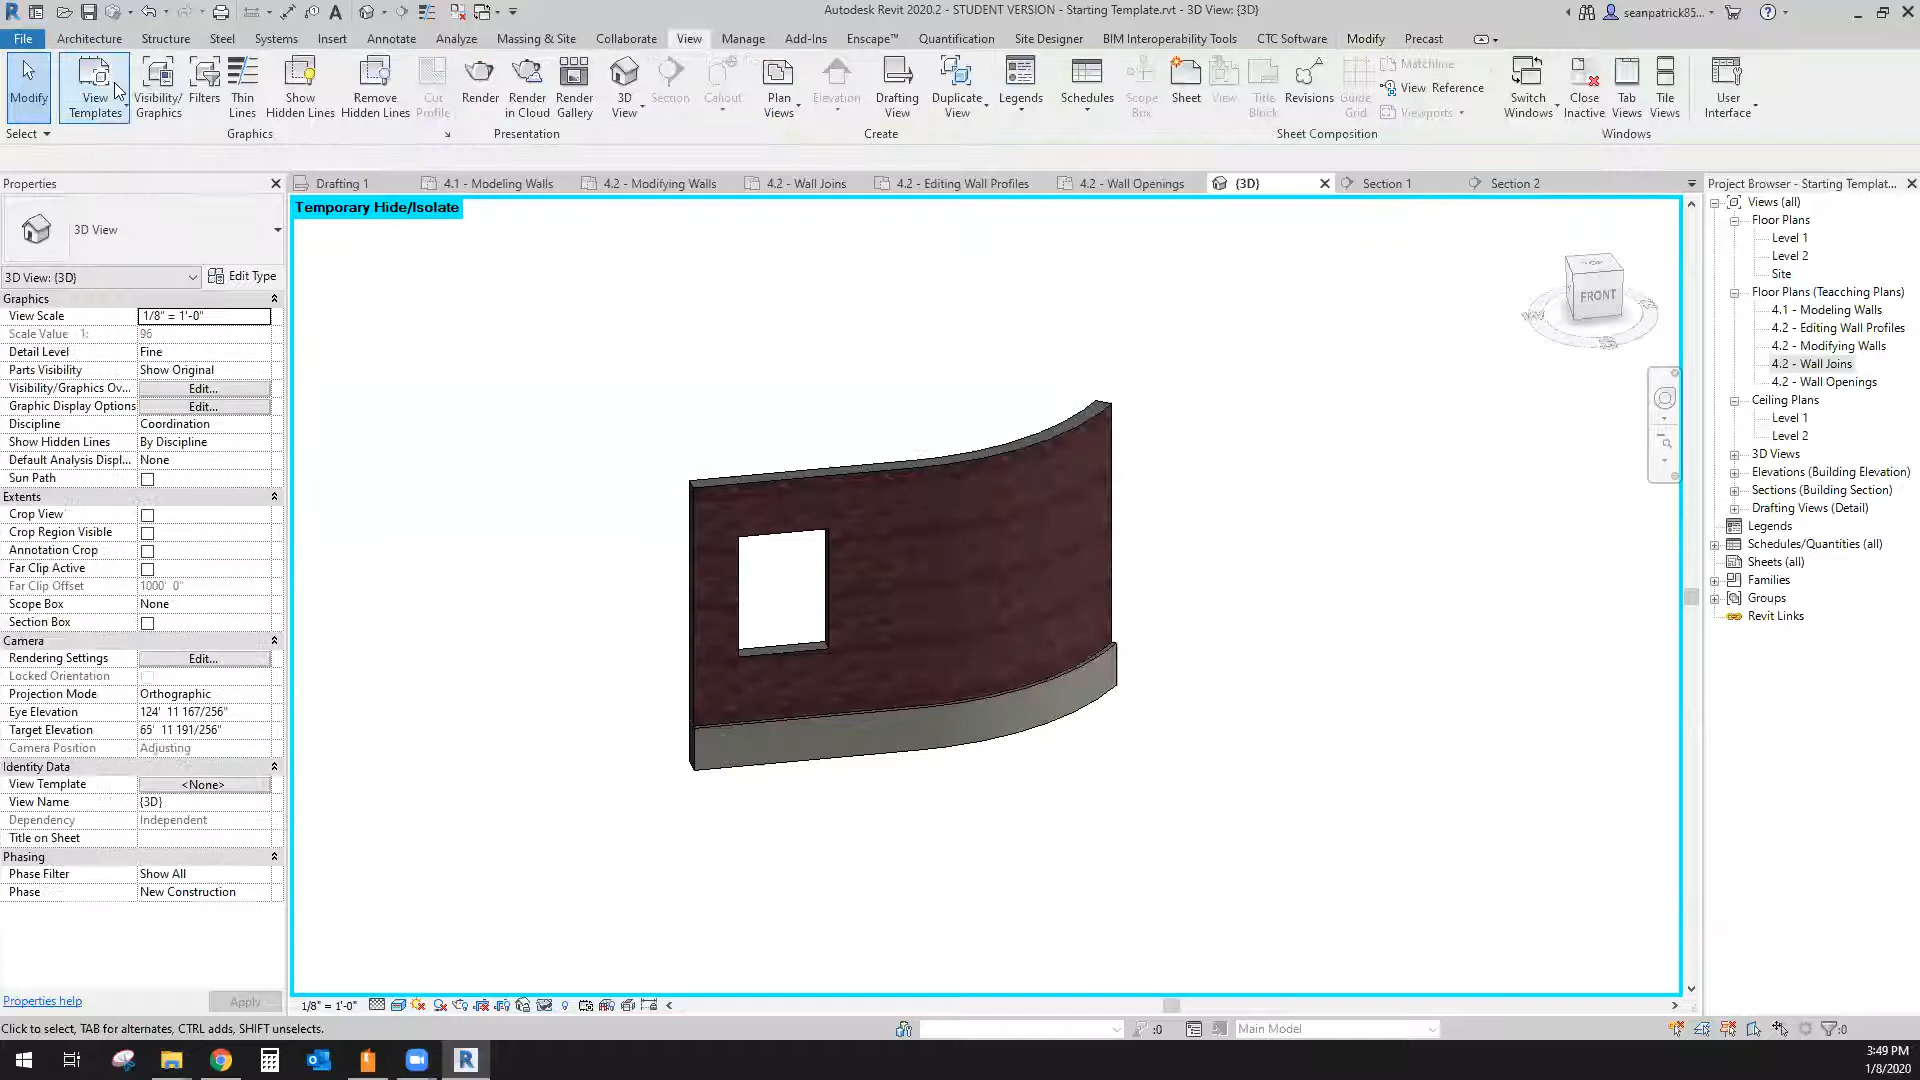 Autodesk Revit 2020.2 - STUDENT VERSION - Starting Template.rvt - 3D View: {3D}
seanpatrick85...
File Architecture Structure Steel Systems Insert Annotate Analyze Massing & Site Collaborate View Manage Add-Ins Enscape™ Quantification Site Designer BIM Interoperability Tools CTC Software Modify Precast
Modify
View Templates
Visibility/ Graphics
Filters
Thin Lines
Show Hidden Lines
Remove Hidden Lines
Cut Profile
Render
Render in Cloud
Render Gallery
3D View
Section
Callout
Plan Views
Elevation
Drafting View
Duplicate View
Legends
Schedules
Scope Box
Sheet
View
Title Block
Revisions
Guide Grid
Matchline
View Reference
Viewports
Switch Windows
Close Inactive
Tab Views
Tile Views
User Interface
Select Graphics Presentation Create Sheet Composition Windows
Properties
Drafting 1 4.1 - Modeling Walls 4.2 - Modifying Walls 4.2 - Wall Joins 4.2 - Editing Wall Profiles 4.2 - Wall Openings {3D} Section 1 Section 2
Project Browser - Starting Templat...
Temporary Hide/Isolate
3D View
3D View: {3D} Edit Type
Graphics
View Scale 1/8" = 1'-0"
Scale Value 1: 96
Detail Level Fine
Parts Visibility Show Original
Visibility/Graphics Ov... Edit...
Graphic Display Options Edit...
Discipline Coordination
Show Hidden Lines By Discipline
Default Analysis Displ... None
Sun Path
Extents
Crop View
Crop Region Visible
Annotation Crop
Far Clip Active
Far Clip Offset 1000' 0"
Scope Box None
Section Box
Camera
Rendering Settings Edit...
Locked Orientation
Projection Mode Orthographic
Eye Elevation 124' 11 167/256"
Target Elevation 65' 11 191/256"
Camera Position Adjusting
Identity Data
View Template <None>
View Name {3D}
Dependency Independent
Title on Sheet
Phasing
Phase Filter Show All
Phase New Construction
Properties help Apply
FRONT
Views (all)
Floor Plans
Level 1
Level 2
Site
Floor Plans (Teacching Plans)
4.1 - Modeling Walls
4.2 - Editing Wall Profiles
4.2 - Modifying Walls
4.2 - Wall Joins
4.2 - Wall Openings
Ceiling Plans
Level 1
Level 2
3D Views
Elevations (Building Elevation)
Sections (Building Section)
Drafting Views (Detail)
Legends
Schedules/Quantities (all)
Sheets (all)
Families
Groups
Revit Links
1/8" = 1'-0"
Click to select, TAB for alternates, CTRL adds, SHIFT unselects.
:0
Main Model
:0
3:49 PM
1/8/2020